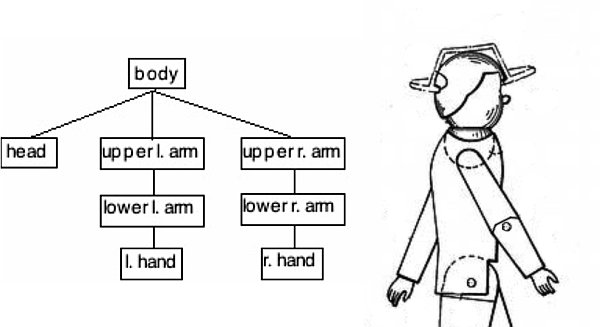 body
head
upper l. arm
upper r. arm
lower l. arm
lower r. arm
l. hand
r. hand